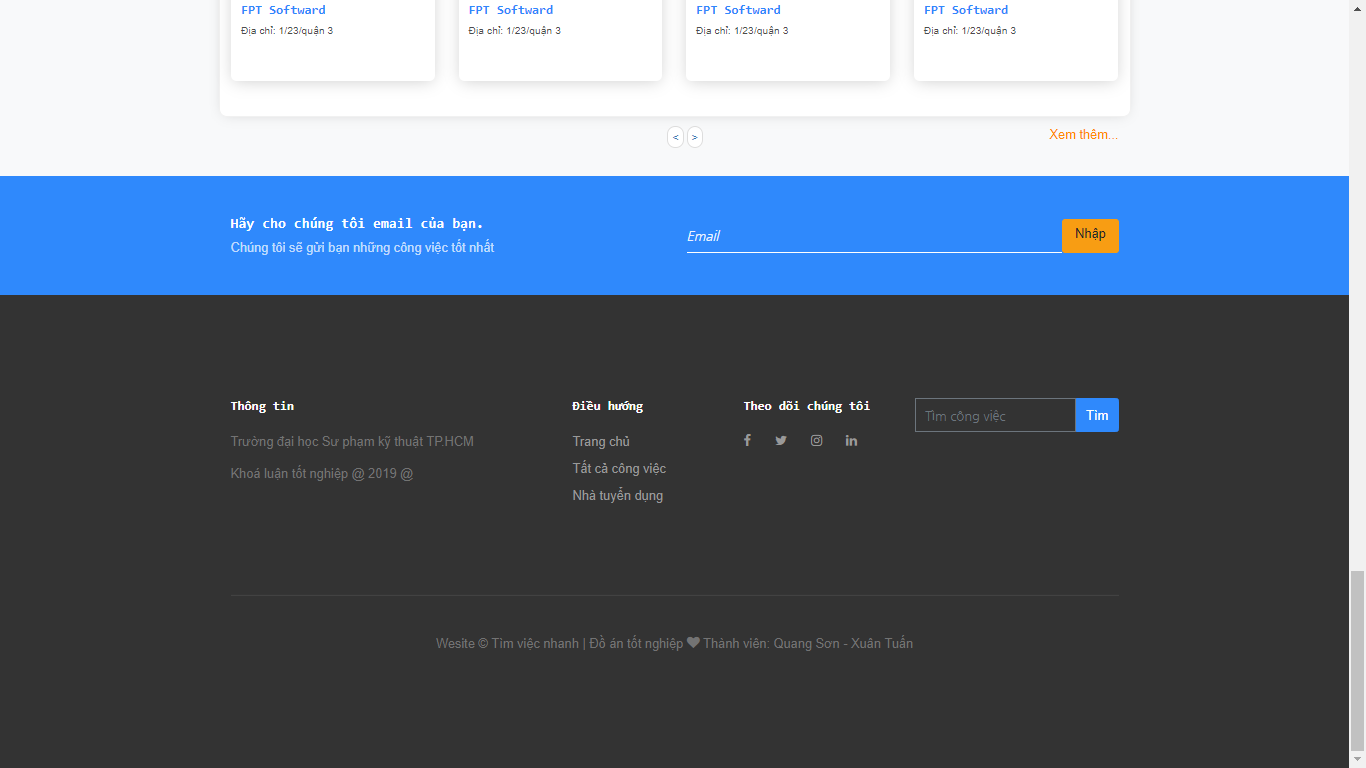 FPT Softward FPT Softward FPT Softward FPT Softward
Địa chỉ: 1/23/quận 3 Địa chỉ: 1/23/quận 3 Địa chỉ: 1/23/quận 3 Địa chỉ: 1/23/quận 3
< >
Xem thêm...
Hãy cho chúng tôi email của bạn.
Chúng tôi sẽ gửi bạn những công việc tốt nhất
Email
Nhập
Thông tin
Trường đại học Sư phạm kỹ thuật TP.HCM
Khoá luận tốt nghiệp @ 2019 @
Điều hướng
Trang chủ
Tất cả công việc
Nhà tuyển dụng
Theo dõi chúng tôi
Tìm công việc
Tìm
Wesite © Tìm việc nhanh | Đồ án tốt nghiệp ❤ Thành viên: Quang Sơn - Xuân Tuấn